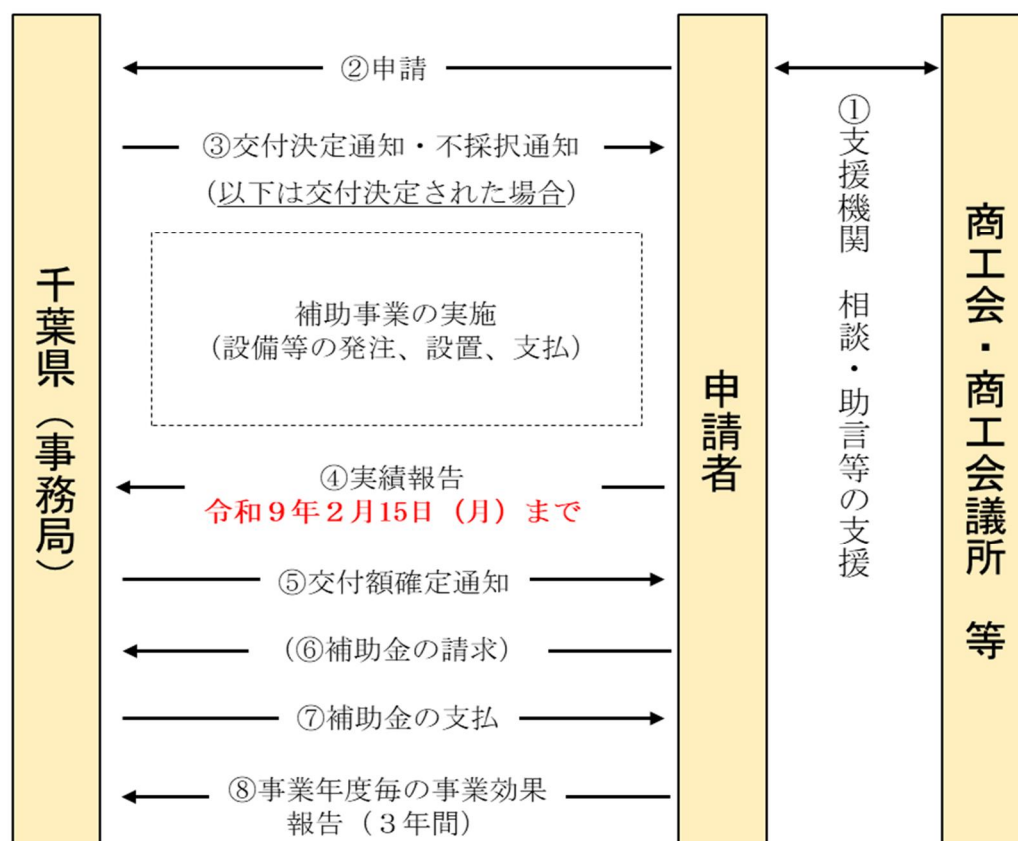 千葉県（事務局）
②申請
③交付決定通知・不採択通知
（以下は交付決定された場合）
補助事業の実施
（設備等の発注、設置、支払）
④実績報告
令和９年２月15日（月）まで
⑤交付額確定通知
（⑥補助金の請求）
⑦補助金の支払
⑧事業年度毎の事業効果
報告（３年間）
申請者
①支援機関　相談・助言等の支援
商工会・商工会議所　等